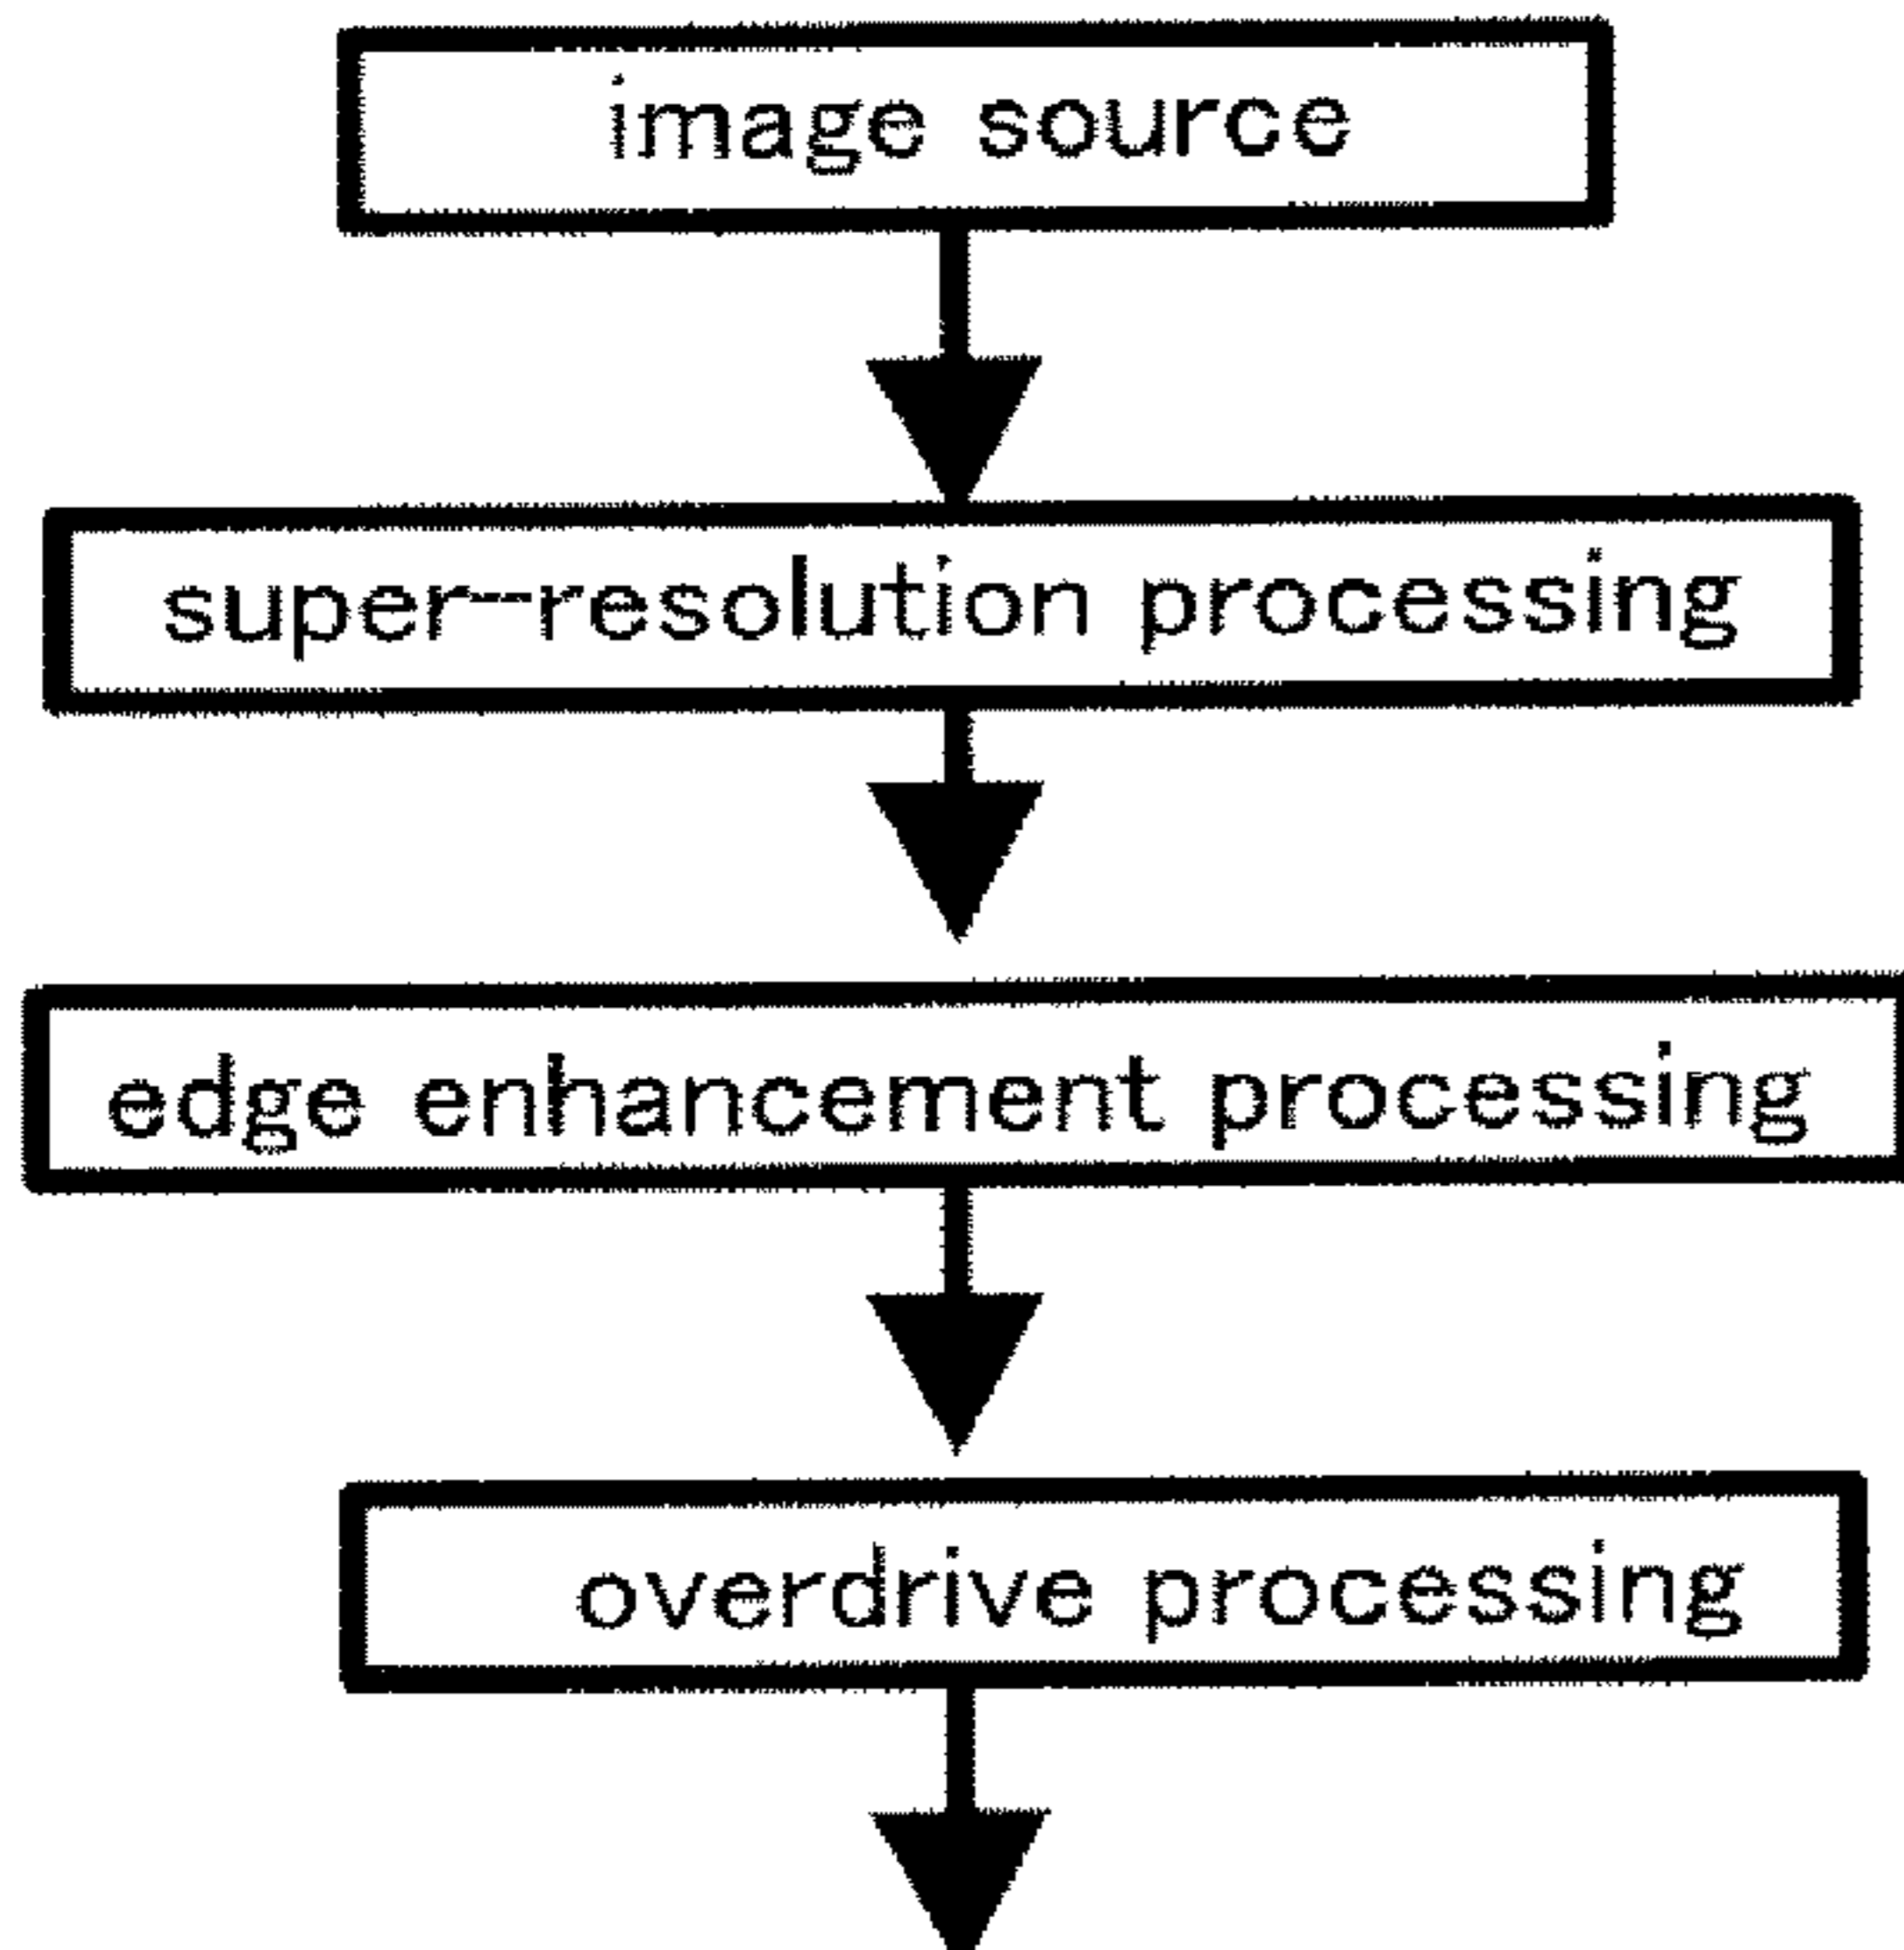 image source
super-resolution processing
edge enhancement processing
overdrive processing